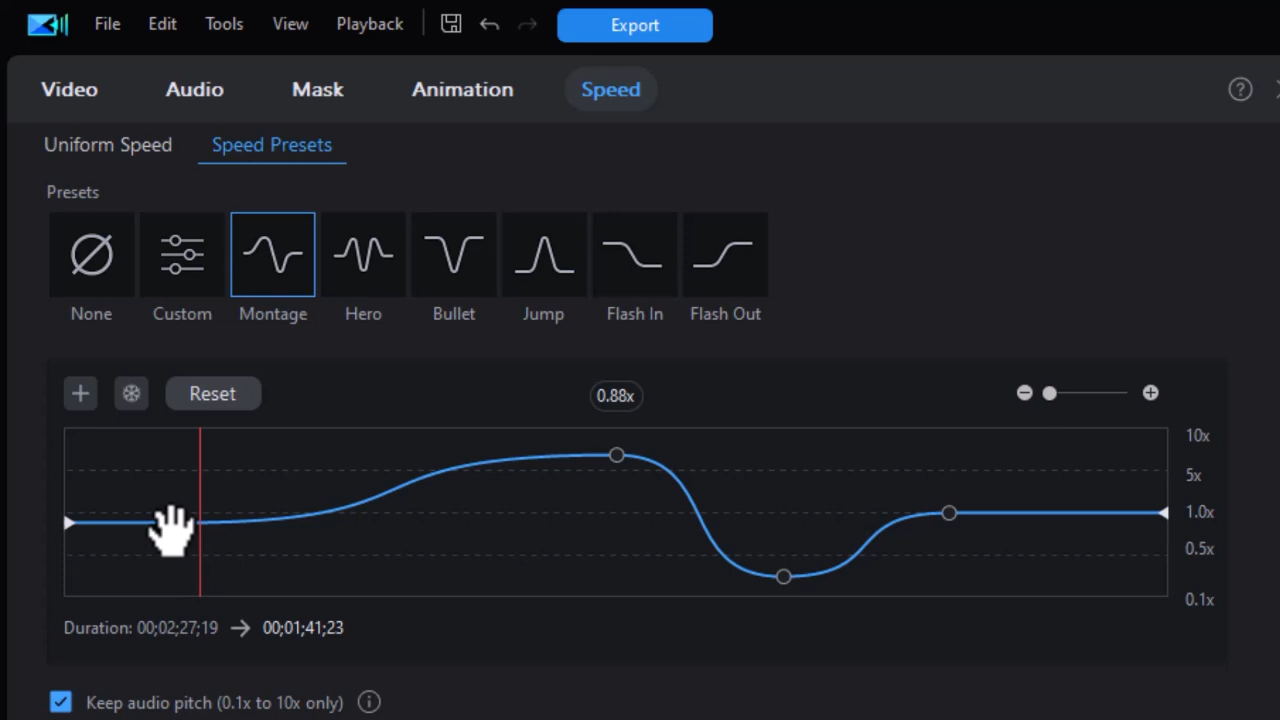 File Edit Tools View Playback Export
Video Audio Mask Animation Speed ?
Uniform Speed Speed Presets
Presets
None Custom Montage Hero Bullet Jump Flash In Flash Out
Reset 0.88x
10x
5x
1.0x
0.5x
0.1x
Duration: 00;02;27;19 → 00;01;41;23
Keep audio pitch (0.1x to 10x only) i